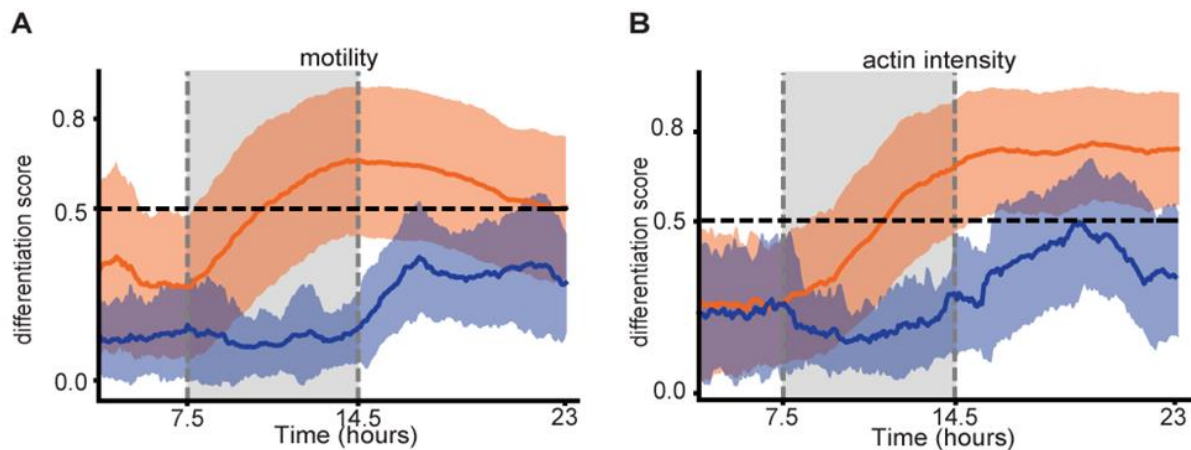 A
motility
differentiation score
0.8
0.5
0.0
7.5
14.5
23
Time (hours)
B
actin intensity
differentiation score
0.8
0.5
0.0
7.5
14.5
23
Time (hours)